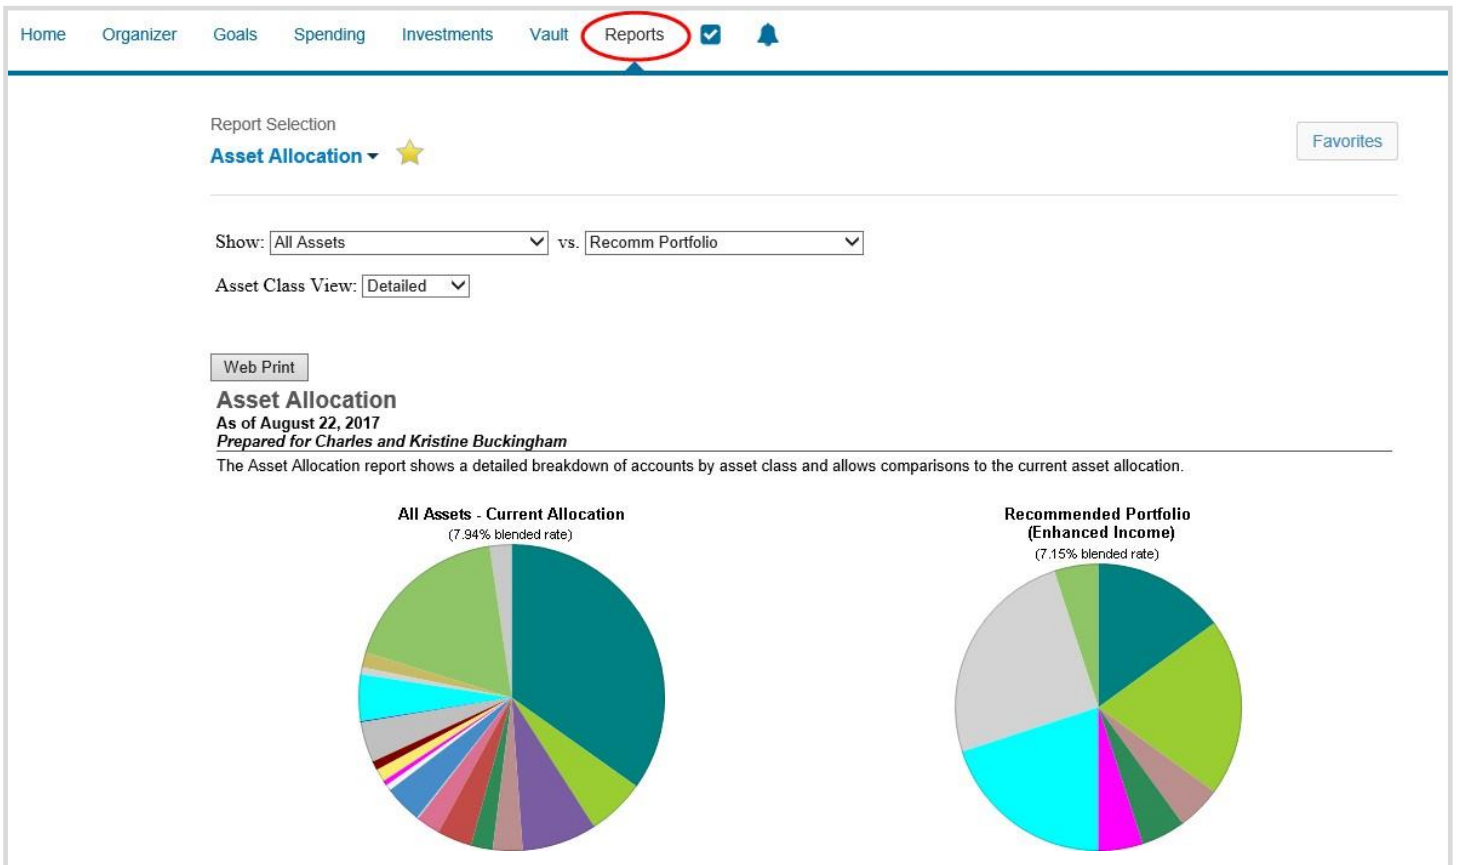 Home Organizer Goals Spending Investments Vault Reports
Report Selection
Asset Allocation
Favorites
Show: All Assets vs. Recomm Portfolio
Asset Class View: Detailed
Web Print
Asset Allocation
As of August 22, 2017
Prepared for Charles and Kristine Buckingham
The Asset Allocation report shows a detailed breakdown of accounts by asset class and allows comparisons to the current asset allocation.
All Assets - Current Allocation
(7.94% blended rate)
Recommended Portfolio
(Enhanced Income)
(7.15% blended rate)